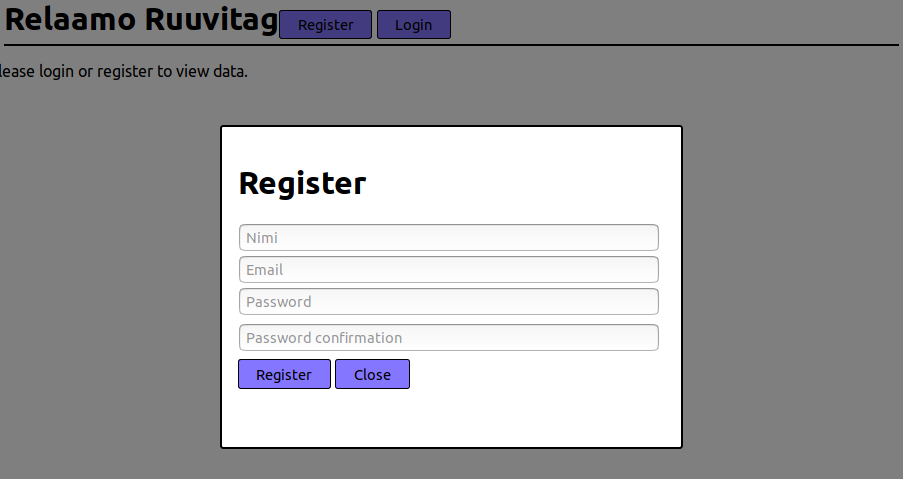 Relaamo Ruuvitag Register Login
lease login or register to view data.
Register
Nimi
Email
Password
Password confirmation
Register Close